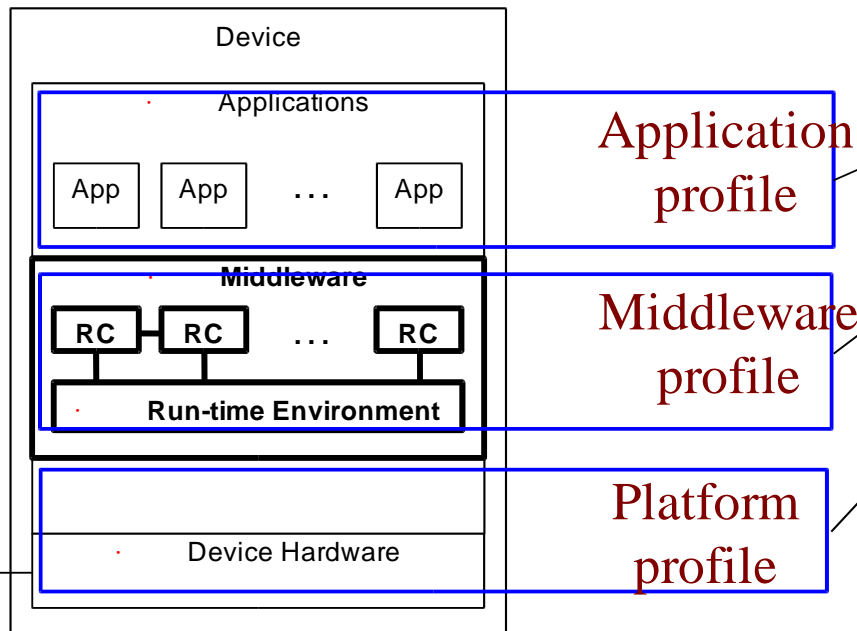 Device
Applications
Application
profile
App App ... App
Middleware
Middleware
profile
RC RC ... RC
Run-time Environment
Platform
profile
Device Hardware